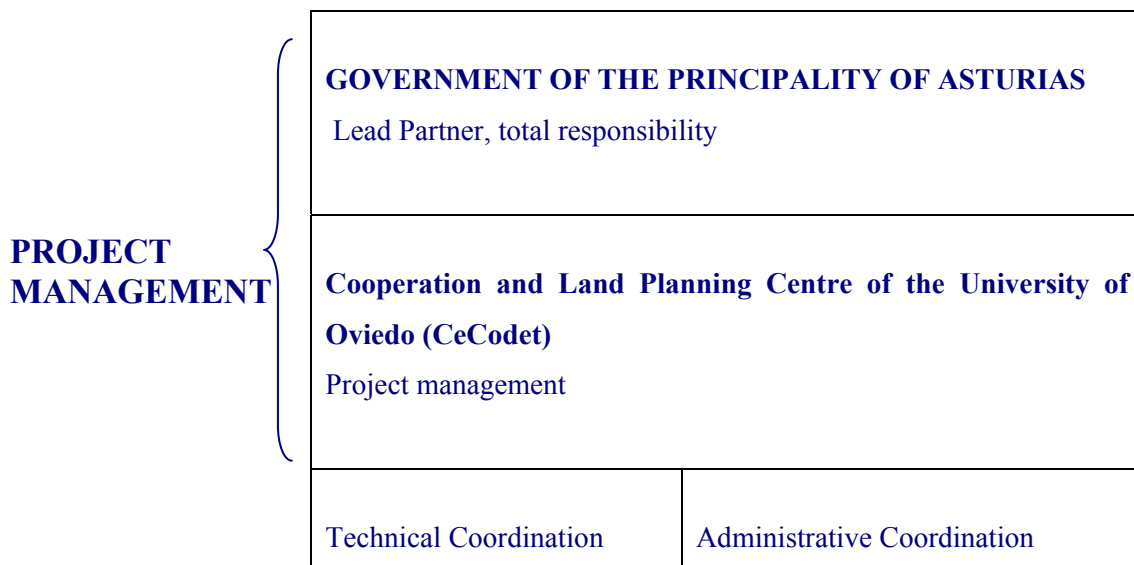 GOVERNMENT OF THE PRINCIPALITY OF ASTURIAS
Lead Partner, total responsibility
PROJECT
MANAGEMENT
Cooperation and Land Planning Centre of the University of
Oviedo (CeCodet)
Project management
Technical Coordination
Administrative Coordination